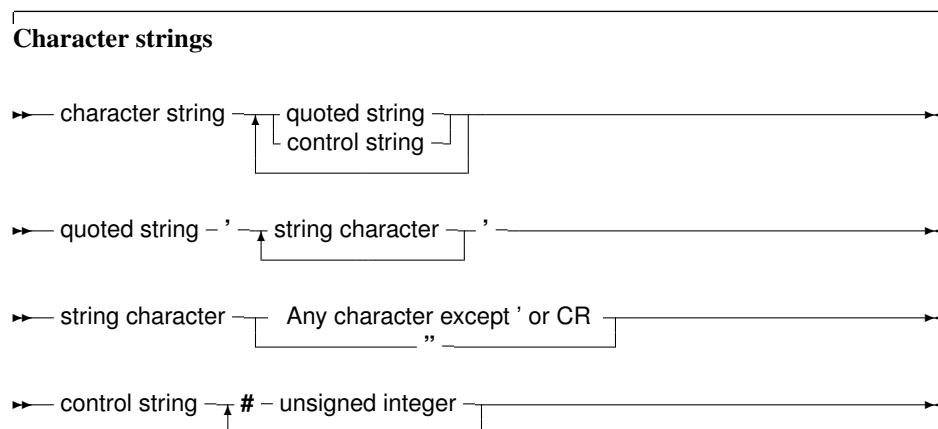 Character strings
character string quoted string
control string
quoted string ’ string character ’
string character Any character except ’ or CR
”
control string # unsigned integer